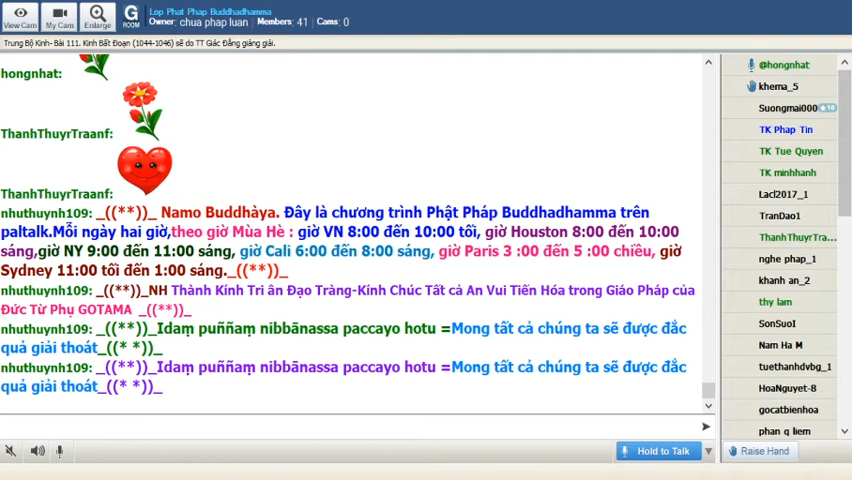 View Cam
My Cam
Enlarge
G
ROOM
Lop Phat Phap Buddhadhamma
Owner: chua phap luan Members: 41 Cams: 0
Trung Bộ Kinh- Bài 111. Kinh Bất Đoạn (1044-1046) sẽ do TT Giác Đẳng giảng giải.
hongnhat:
ThanhThuyrTraanf:
ThanhThuyrTraanf:
nhuthuynh109: _((**))_ Namo Buddhàya. Đây là chương trình Phật Pháp Buddhadhamma trên
paltalk.Mỗi ngày hai giờ,theo giờ Mùa Hè : giờ VN 8:00 đến 10:00 tối, giờ Houston 8:00 đến 10:00
sáng,giờ NY 9:00 đến 11:00 sáng, giờ Cali 6:00 đến 8:00 sáng, giờ Paris 3 :00 đến 5 :00 chiều, giờ
Sydney 11:00 tối đến 1:00 sáng._((**))_
nhuthuynh109: _((**))_NH Thành Kính Tri ân Đạo Tràng-Kính Chúc Tất cả An Vui Tiến Hóa trong Giáo Pháp của
Đức Từ Phụ GOTAMA _((**))_
nhuthuynh109: _((**))_Idaṃ puññaṃ nibbānassa paccayo hotu =Mong tất cả chúng ta sẽ được đắc
quả giải thoát_((* *))_
nhuthuynh109: _((**))_Idaṃ puññaṃ nibbānassa paccayo hotu =Mong tất cả chúng ta sẽ được đắc
quả giải thoát_((* *))_
@hongnhat
khema_5
Suongmai000 +10
TK Phap Tin
TK Tue Quyen
TK minhhanh
Lacl2017_1
TranDao1
ThanhThuyrTra...
nghe phap_1
khanh an_2
thy lam
SonSuoI
Nam Ha M
tuethanhdvbg_1
HoaNguyet-8
gocatbienhoa
phan q liem
Hold to Talk
Raise Hand